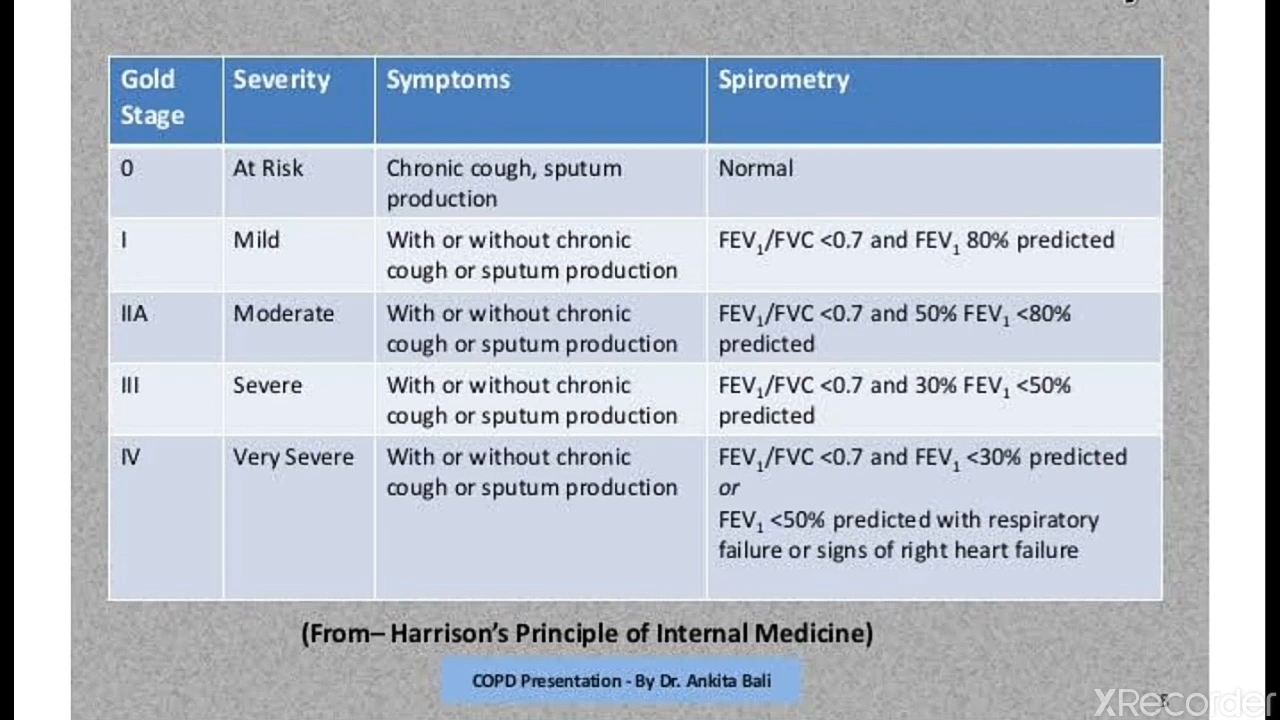 Gold Stage | Severity | Symptoms | Spirometry
0 | At Risk | Chronic cough, sputum production | Normal
I | Mild | With or without chronic cough or sputum production | FEV₁/FVC <0.7 and FEV₁ 80% predicted
IIA | Moderate | With or without chronic cough or sputum production | FEV₁/FVC <0.7 and 50% FEV₁ <80% predicted
III | Severe | With or without chronic cough or sputum production | FEV₁/FVC <0.7 and 30% FEV₁ <50% predicted
IV | Very Severe | With or without chronic cough or sputum production | FEV₁/FVC <0.7 and FEV₁ <30% predicted or FEV₁ <50% predicted with respiratory failure or signs of right heart failure
(From– Harrison’s Principle of Internal Medicine)
COPD Presentation - By Dr. Ankita Bali
XRecorder